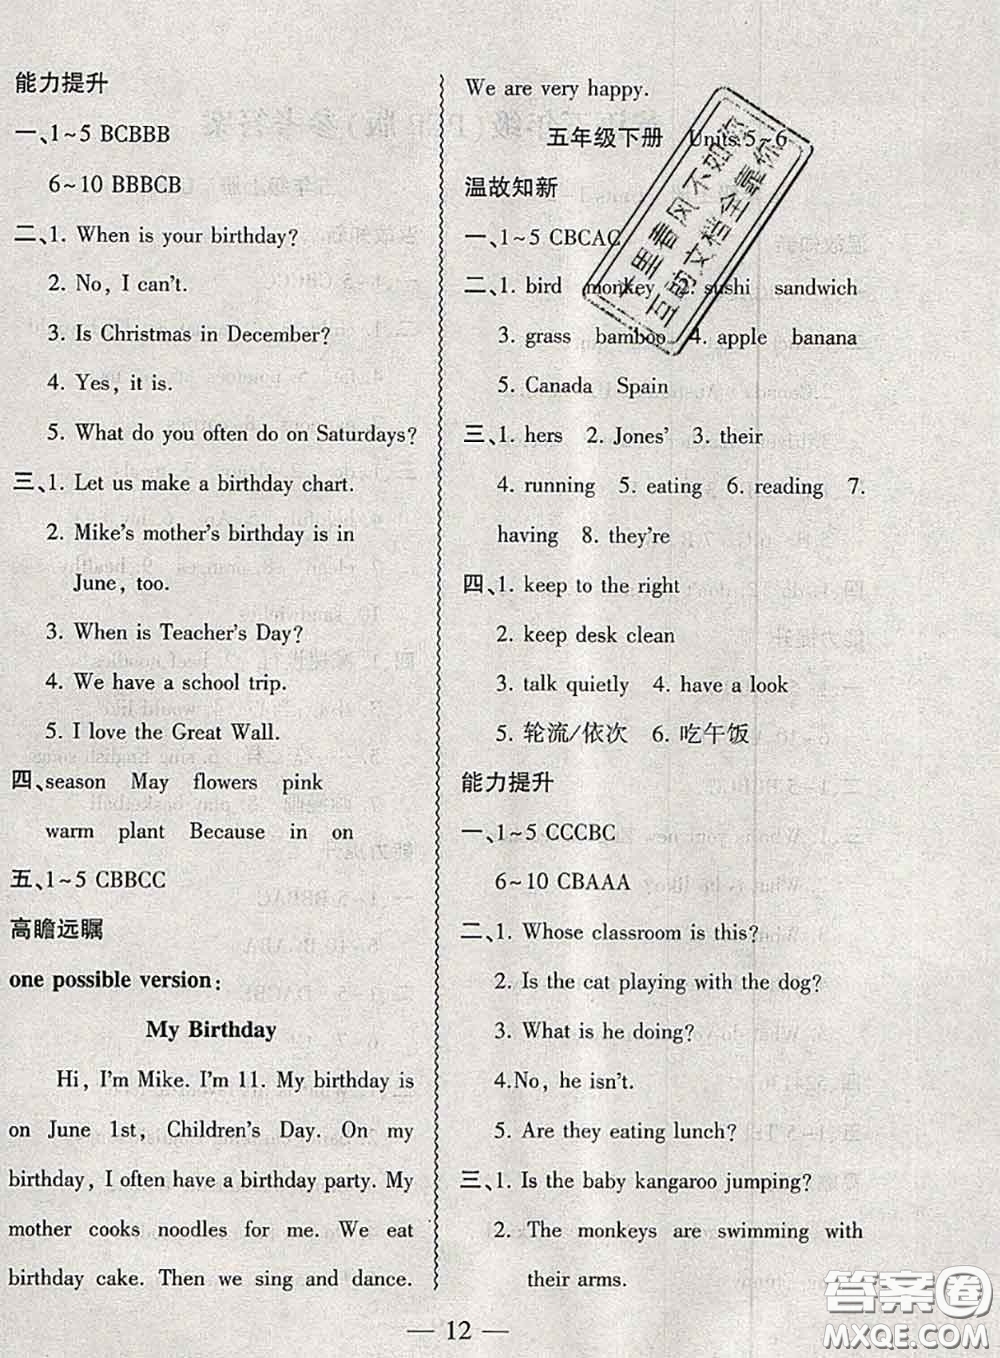 能力提升
一、1~5 BCBBB
6~10 BBBCB
二、1. When is your birthday?
2. No, I can't.
3. Is Christmas in December?
4. Yes, it is.
5. What do you often do on Saturdays?
三、1. Let us make a birthday chart.
2. Mike's mother's birthday is in
June, too.
3. When is Teacher's Day?
4. We have a school trip.
5. I love the Great Wall.
四、season May flowers pink
warm plant Because in on
五、1~5 CBBCC
高瞻远瞩
one possible version:
My Birthday
Hi, I'm Mike. I'm 11. My birthday is
on June 1st, Children's Day. On my
birthday, I often have a birthday party. My
mother cooks noodles for me. We eat
birthday cake. Then we sing and dance.
We are very happy.
五年级下册 Units 5~6
温故知新
一、1~5 CBCAC
二、1. bird monkey 2. sushi sandwich
3. grass bamboo 4. apple banana
5. Canada Spain
三、1. hers 2. Jones' 3. their
4. running 5. eating 6. reading 7.
having 8. they're
四、1. keep to the right
2. keep desk clean
3. talk quietly 4. have a look
5. 轮流/依次 6. 吃午饭
能力提升
一、1~5 CCCBC
6~10 CBAAA
二、1. Whose classroom is this?
2. Is the cat playing with the dog?
3. What is he doing?
4.No, he isn't.
5. Are they eating lunch?
三、1. Is the baby kangaroo jumping?
2. The monkeys are swimming with
their arms.
— 12 —
答案圈
MXQE.COM